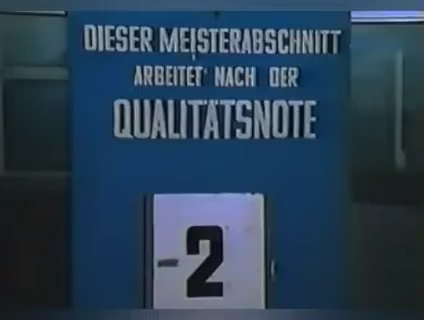 DIESER MEISTERABSCHNITT
ARBEITET NACH DER
QUALITÄTSNOTE
2